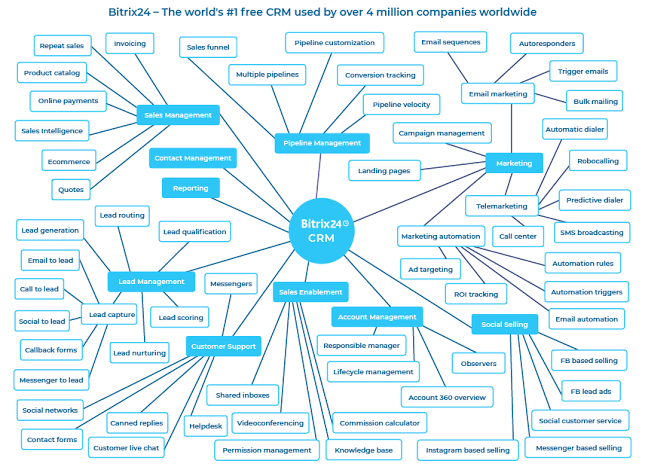 Bitrix24 – The world's #1 free CRM used by over 4 million companies worldwide
Repeat sales
Invoicing
Sales funnel
Pipeline customization
Email sequences
Autoresponders
Product catalog
Multiple pipelines
Conversion tracking
Trigger emails
Online payments
Pipeline velocity
Email marketing
Bulk mailing
Sales Management
Sales Intelligence
Pipeline Management
Campaign management
Automatic dialer
Ecommerce
Contact Management
Landing pages
Marketing
Robocalling
Quotes
Reporting
Telemarketing
Predictive dialer
Lead routing
Lead generation
Lead qualification
Bitrix24
CRM
Marketing automation
Call center
SMS broadcasting
Email to lead
Ad targeting
Automation rules
Lead Management
Messengers
Call to lead
Sales Enablement
ROI tracking
Automation triggers
Social to lead
Lead capture
Lead scoring
Account Management
Social Selling
Email automation
Callback forms
Lead nurturing
Customer Support
Responsible manager
Observers
FB based selling
Messenger to lead
Lifecycle management
FB lead ads
Shared inboxes
Account 360 overview
Social networks
Canned replies
Helpdesk
Videoconferencing
Commission calculator
Social customer service
Contact forms
Customer live chat
Permission management
Knowledge base
Instagram based selling
Messenger based selling